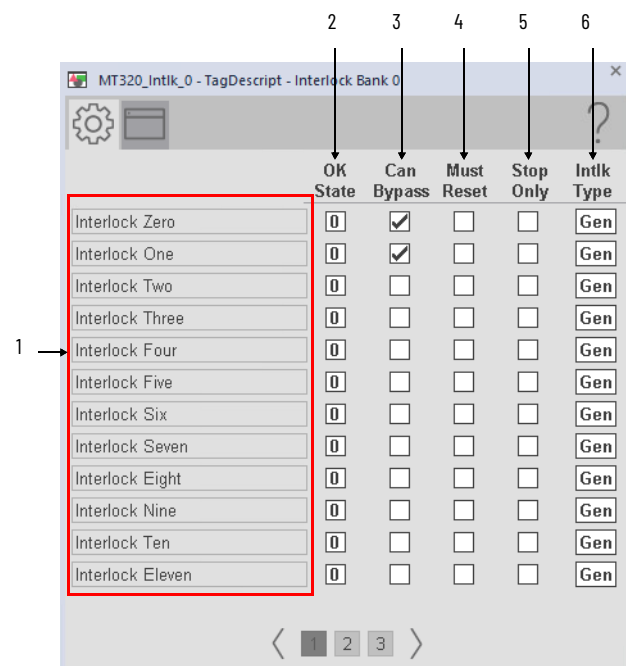 2 3 4 5 6
MT320_Intlk_0 - TagDescript - Interlock Bank 0
×
?
OK Can Must Stop Intlk
State Bypass Reset Only Type
Interlock Zero 0 Gen
Interlock One 0 Gen
Interlock Two 0 Gen
Interlock Three 0 Gen
1 Interlock Four 0 Gen
Interlock Five 0 Gen
Interlock Six 0 Gen
Interlock Seven 0 Gen
Interlock Eight 0 Gen
Interlock Nine 0 Gen
Interlock Ten 0 Gen
Interlock Eleven 0 Gen
1 2 3